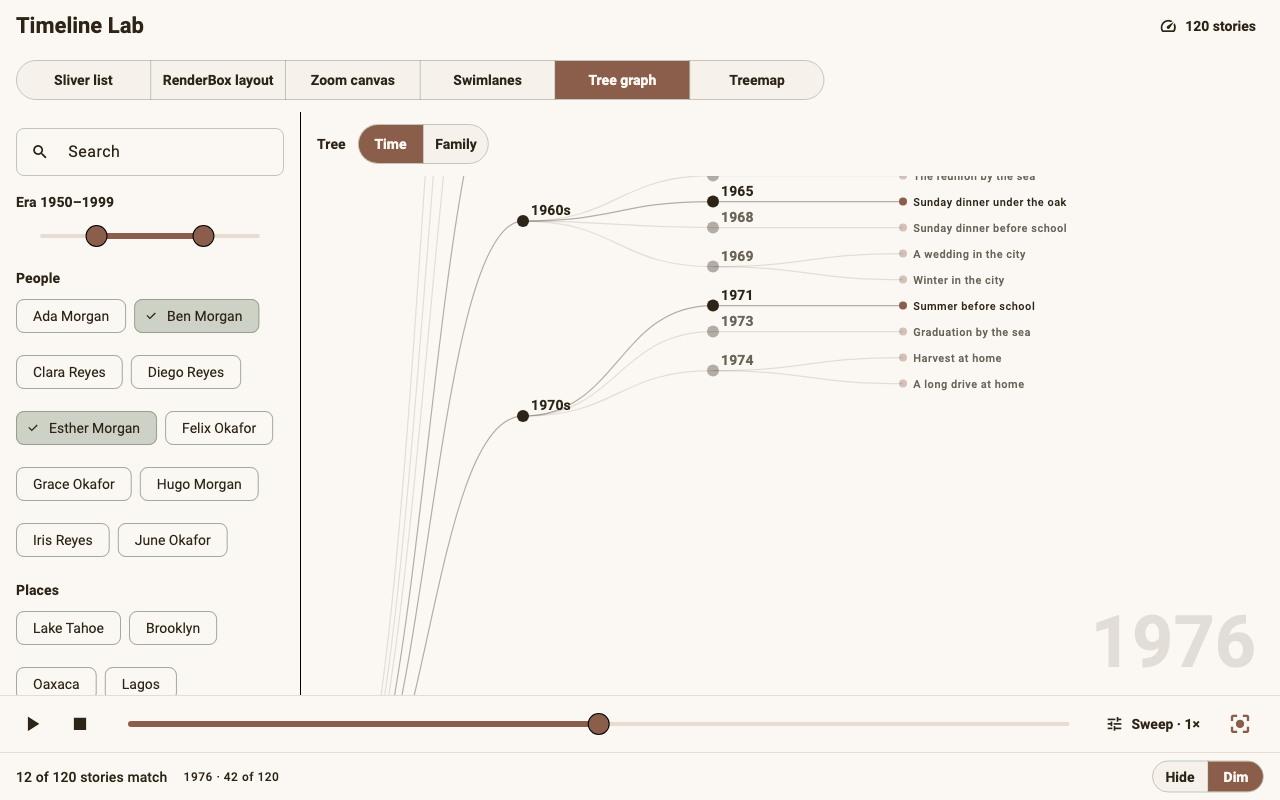 Timeline Lab
120 stories
Sliver list
RenderBox layout
Zoom canvas
Swimlanes
Tree graph
Treemap
Search
Era 1950–1999
People
Ada Morgan
Ben Morgan
Clara Reyes
Diego Reyes
Esther Morgan
Felix Okafor
Grace Okafor
Hugo Morgan
Iris Reyes
June Okafor
Places
Lake Tahoe
Brooklyn
Oaxaca
Lagos
Tree
Time
Family
The reunion by the sea
1960s
1965
Sunday dinner under the oak
1968
Sunday dinner before school
1969
A wedding in the city
Winter in the city
1971
Summer before school
1973
Graduation by the sea
1974
Harvest at home
A long drive at home
1970s
1976
Sweep · 1×
12 of 120 stories match
1976 · 42 of 120
Hide
Dim